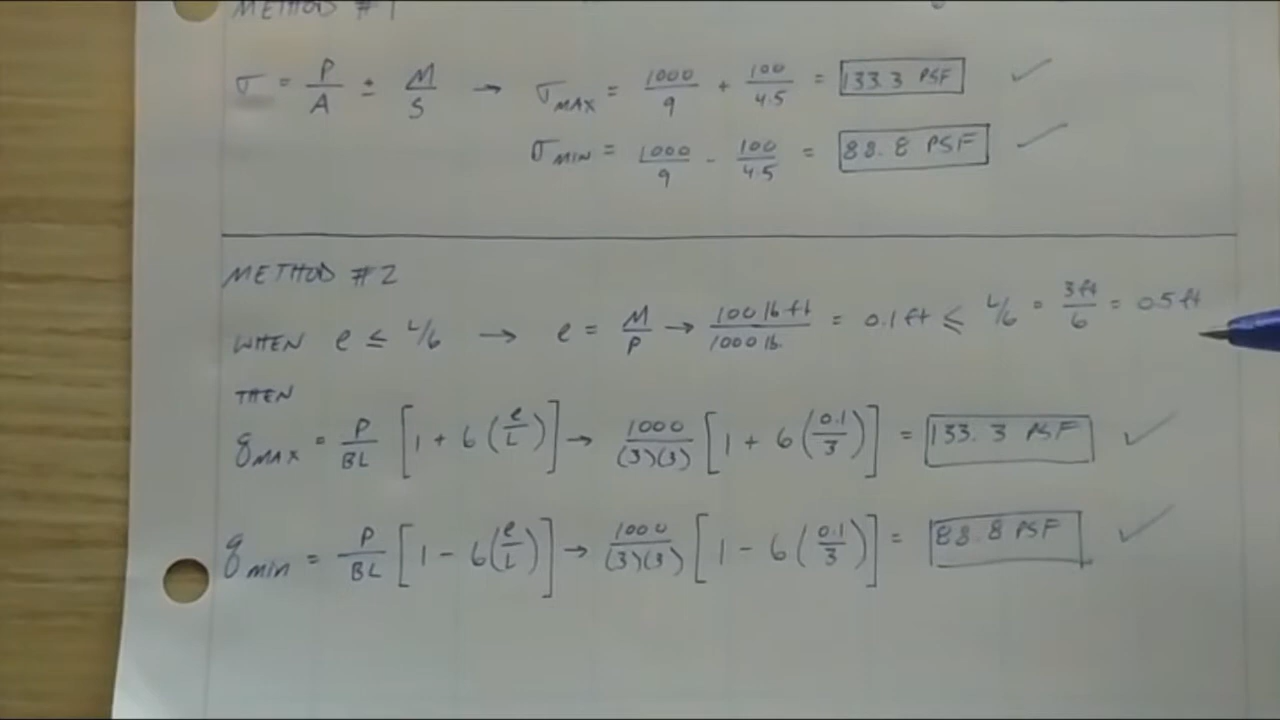 METHOD #1
σ = P/A ± M/S → σMAX = 1000/9 + 100/4.5 = 133.3 PSF ✓
σMIN = 1000/9 - 100/4.5 = 88.8 PSF ✓
METHOD #2
WHEN e ≤ L/6 → e = M/P → 100 lb ft/1000 lb. = 0.1 ft ≤ L/6 = 3ft/6 = 0.5 ft
THEN
qMAX = P/BL [1 + 6(e/L)] → 1000/(3)(3) [1 + 6(0.1/3)] = 133.3 PSF ✓
qmin = P/BL [1 - 6(e/L)] → 1000/(3)(3) [1 - 6(0.1/3)] = 88.8 PSF ✓